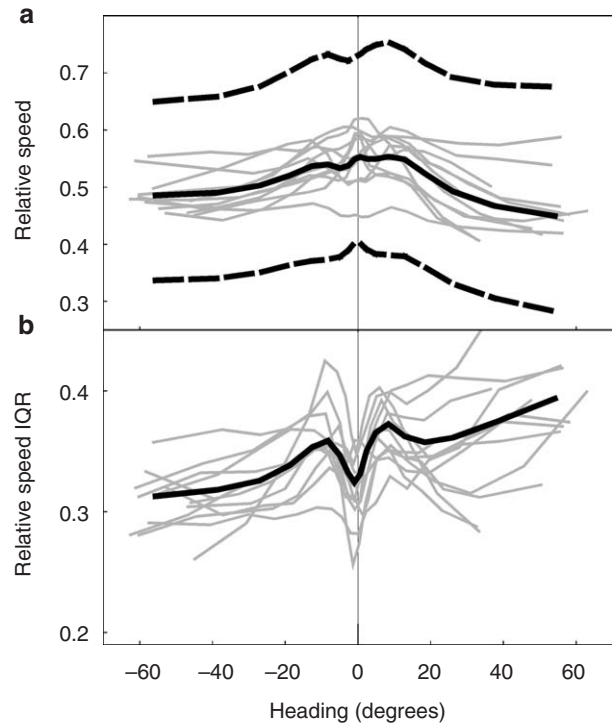 a
0.7
0.6
0.5
0.4
0.3
Relative speed
b
0.4
0.3
0.2
Relative speed IQR
–60 –40 –20 0 20 40 60
Heading (degrees)